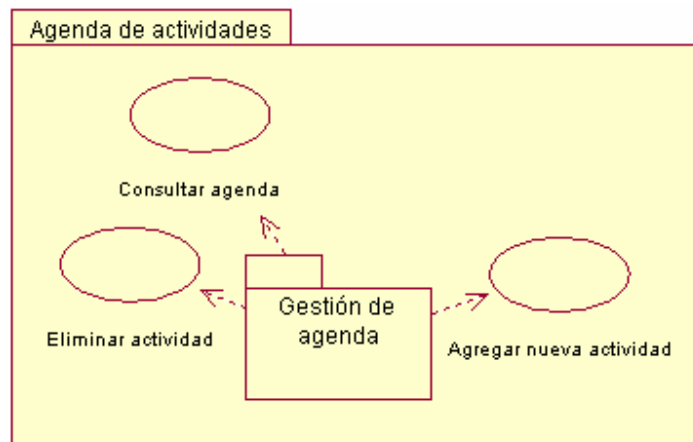 Agenda de actividades
Consultar agenda
Gestión de
agenda
Eliminar actividad
Agregar nueva actividad